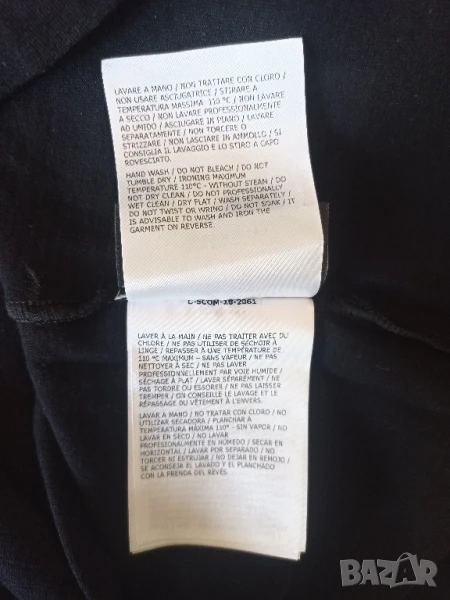 LAVARE A MANO / NON TRATTARE CON CLORO /
NON USARE ASCIUGATRICE / STIRARE A
TEMPERATURA MASSIMA 110 °C / NON LAVARE
A SECCO / NON LAVARE PROFESSIONALMENTE
AD UMIDO / ASCIUGARE IN PIANO / LAVARE
SEPARATAMENTE / NON TORCERE O
STRIZZARE / NON LASCIARE IN AMMOLLO / SI
CONSIGLIA IL LAVAGGIO E LO STIRO A CAPO
ROVESCIATO.
HAND WASH / DO NOT BLEACH / DO NOT
TUMBLE DRY / IRONING MAXIMUM
TEMPERATURE 110°C - WITHOUT STEAM / DO
NOT DRY CLEAN / DO NOT PROFESSIONALLY
WET CLEAN / DRY FLAT / WASH SEPARATELY /
DO NOT TWIST OR WRING / DO NOT SOAK / IT
IS ADVISABLE TO WASH AND IRON THE
GARMENT ON REVERSE.
C-SCOM-18-2061
LAVER À LA MAIN / NE PAS TRAITER AVEC DU
CHLORE / NE PAS UTILISER DE SÉCHOIR À
LINGE / REPASSER À UNE TEMPÉRATURE DE
110 °C MAXIMUM - SANS VAPEUR / NE PAS
NETTOYER À SEC / NE PAS LAVER
PROFESSIONNELLEMENT PAR VOIE HUMIDE /
SÉCHAGE À PLAT / LAVER SÉPARÉMENT / NE
PAS TORDRE OU ESSORER / NE PAS LAISSER
TREMPER / ON CONSEILLE LE LAVAGE ET LE
REPASSAGE DU VÊTEMENT À L'ENVERS.
LAVAR A MANO / NO TRATAR CON CLORO / NO
UTILIZAR SECADORA / PLANCHAR A
TEMPERATURA MÁXIMA 110° - SIN VAPOR / NO
LAVAR EN SECO / NO LAVAR
PROFESIONALMENTE EN HÚMEDO / SECAR EN
HORIZONTAL / LAVAR POR SEPARADO / NO
TORCER NI ESTRUJAR / NO DEJAR EN REMOJO /
SE ACONSEJA EL LAVADO Y EL PLANCHADO
CON LA PRENDA DEL REVÉS.
BAZAR